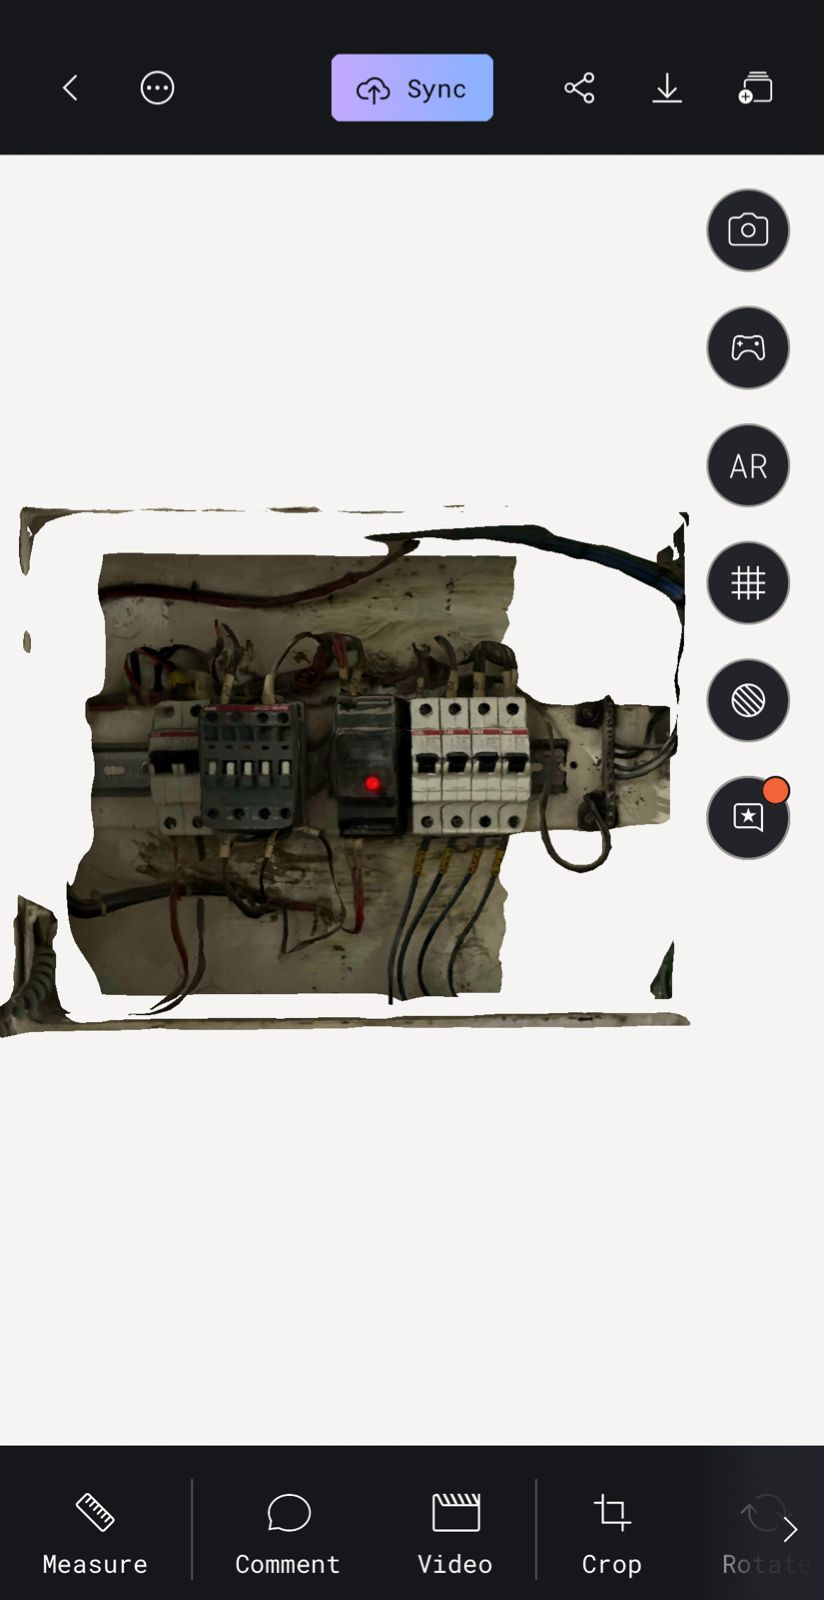 Sync
AR
Measure
Comment
Video
Crop
Rotate